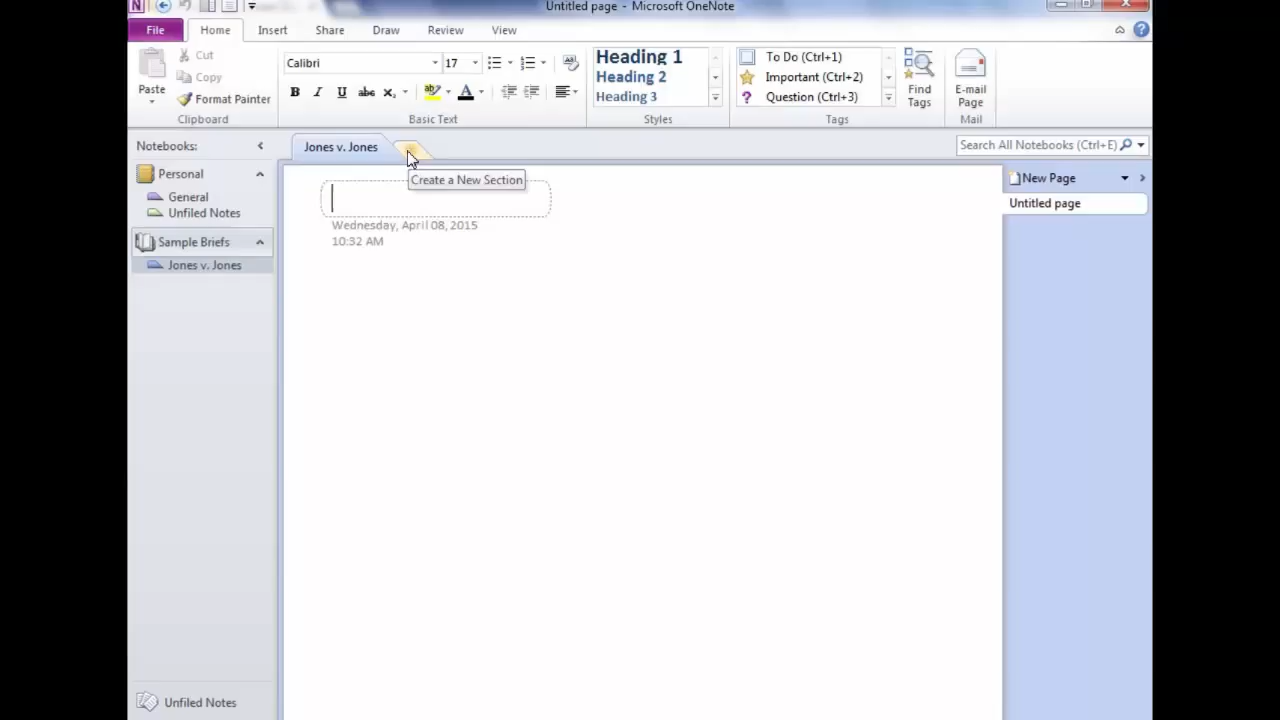 Untitled page - Microsoft OneNote
File Home Insert Share Draw Review View
Paste
Cut
Copy
Format Painter
Clipboard
Calibri 17
B I U abc X₂ ab A
Basic Text
Heading 1
Heading 2
Heading 3
Styles
To Do (Ctrl+1)
Important (Ctrl+2)
Question (Ctrl+3)
Tags
Find
Tags
E-mail
Page
Mail
Notebooks:
Personal
General
Unfiled Notes
Sample Briefs
Jones v. Jones
Unfiled Notes
Jones v. Jones
Create a New Section
Search All Notebooks (Ctrl+E)
Wednesday, April 08, 2015
10:32 AM
New Page
Untitled page